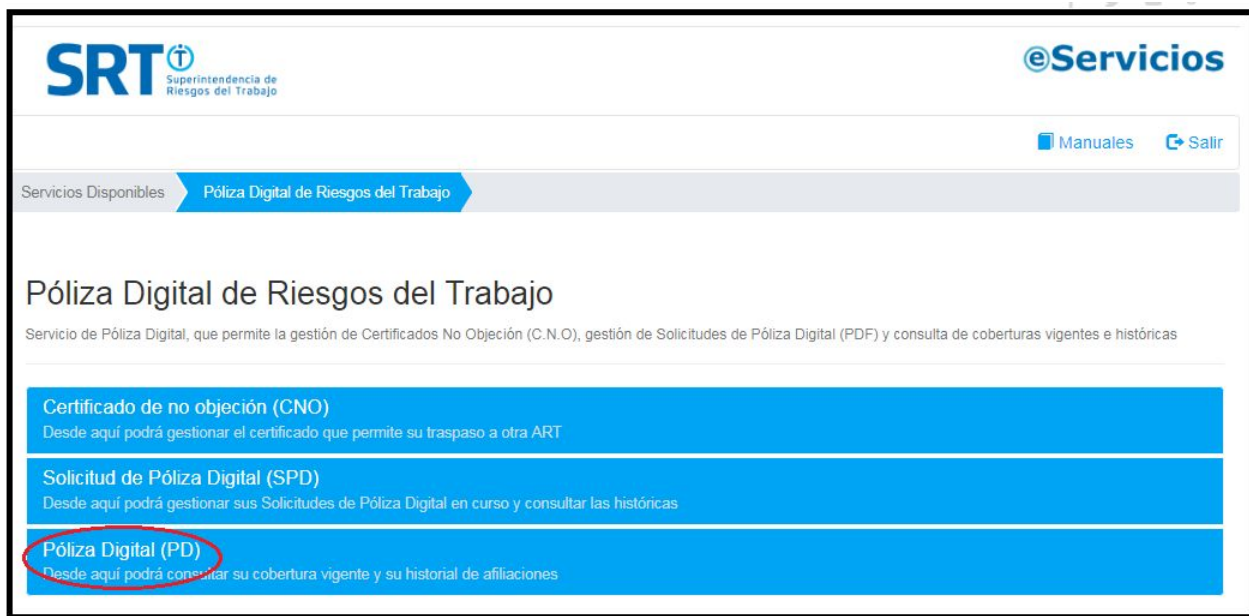 SRT
Superintendencia de
Riesgos del Trabajo
eServicios
Manuales Salir
Servicios Disponibles Póliza Digital de Riesgos del Trabajo
Póliza Digital de Riesgos del Trabajo
Servicio de Póliza Digital, que permite la gestión de Certificados No Objeción (C.N.O), gestión de Solicitudes de Póliza Digital (PDF) y consulta de coberturas vigentes e históricas
Certificado de no objeción (CNO)
Desde aquí podrá gestionar el certificado que permite su traspaso a otra ART
Solicitud de Póliza Digital (SPD)
Desde aquí podrá gestionar sus Solicitudes de Póliza Digital en curso y consultar las históricas
Póliza Digital (PD)
Desde aquí podrá consultar su cobertura vigente y su historial de afiliaciones